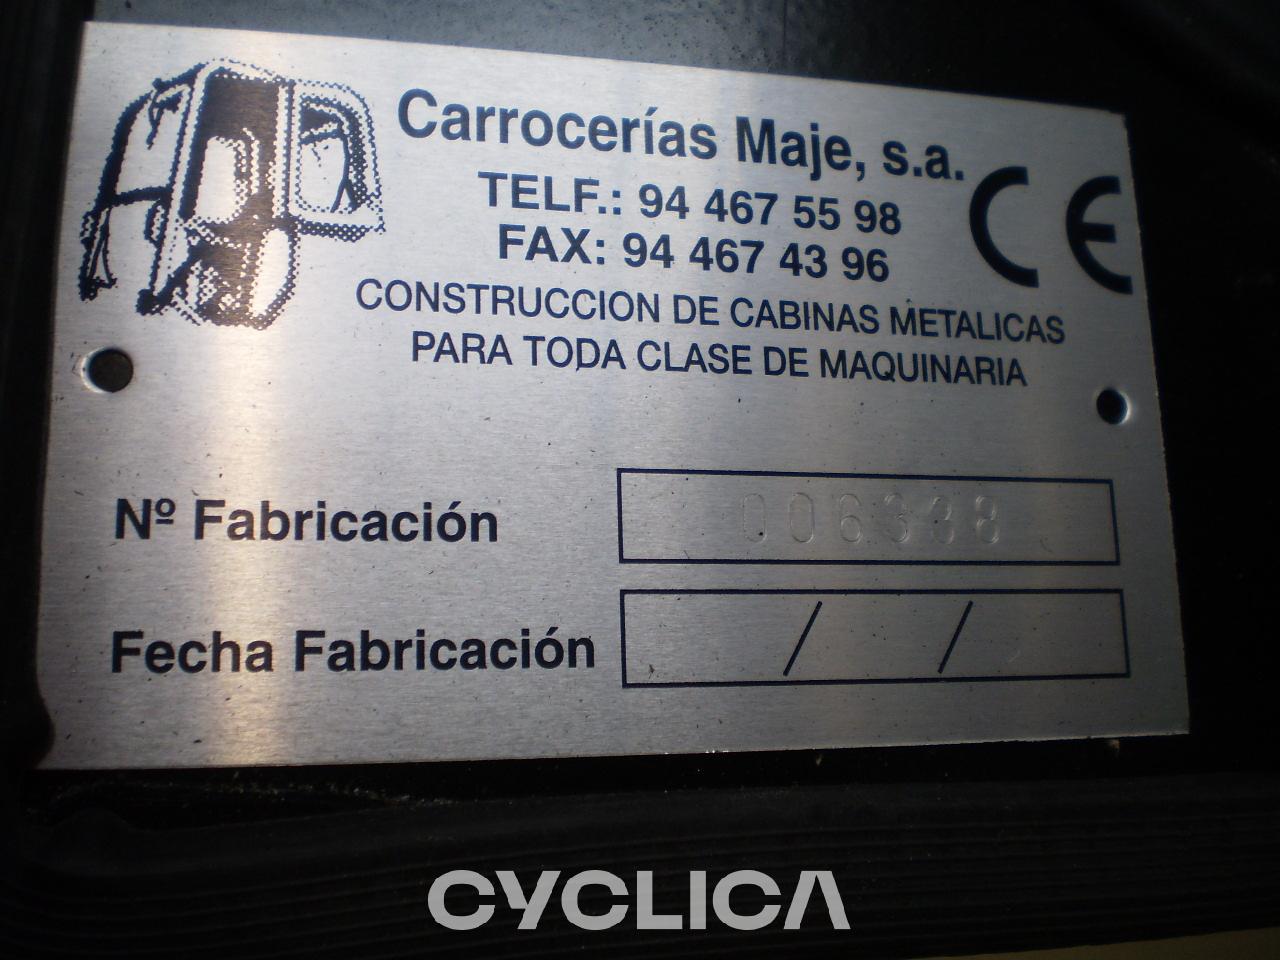 Carrocerías Maje, s.a.
TELF.: 94 467 55 98
FAX: 94 467 43 96
CE
CONSTRUCCION DE CABINAS METALICAS
PARA TODA CLASE DE MAQUINARIA
Nº Fabricación 006338
Fecha Fabricación / /
CYCLICA